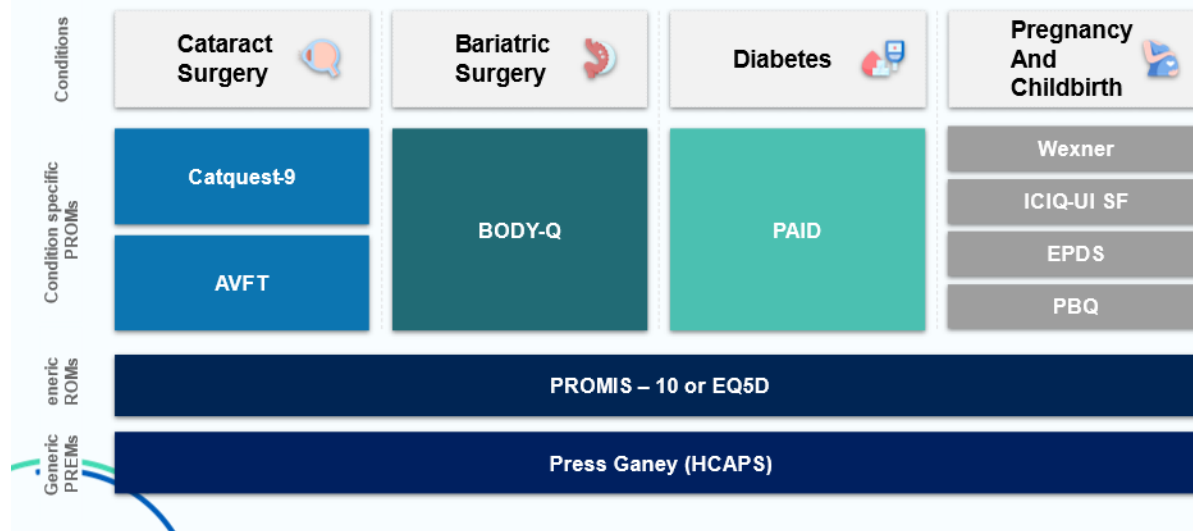 Conditions
Cataract
Surgery
Bariatric
Surgery
Diabetes
Pregnancy
And
Childbirth
Condition specific
PROMs
Catquest-9
AVFT
BODY-Q
PAID
Wexner
ICIQ-UI SF
EPDS
PBQ
eneric
ROMs
PROMIS – 10 or EQ5D
Generic
PREMs
Press Ganey (HCAPS)